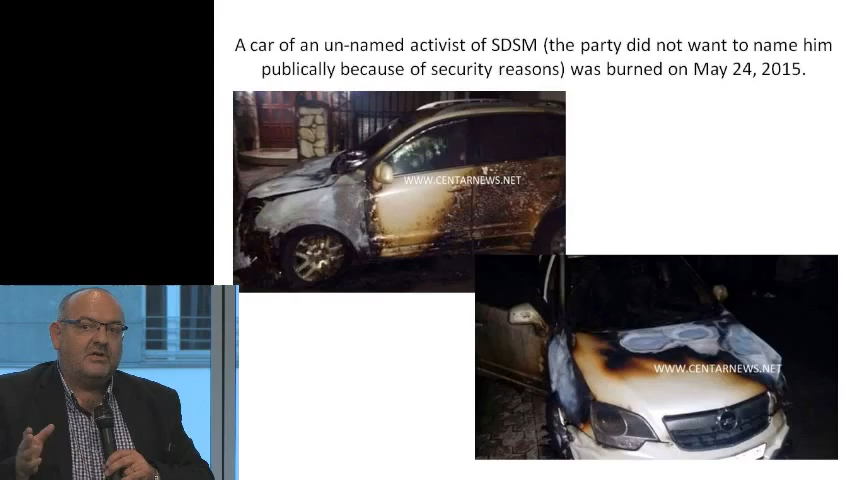 A car of an un-named activist of SDSM (the party did not want to name him
publically because of security reasons) was burned on May 24, 2015.
WWW.CENTARNEWS.NET
WWW.CENTARNEWS.NET